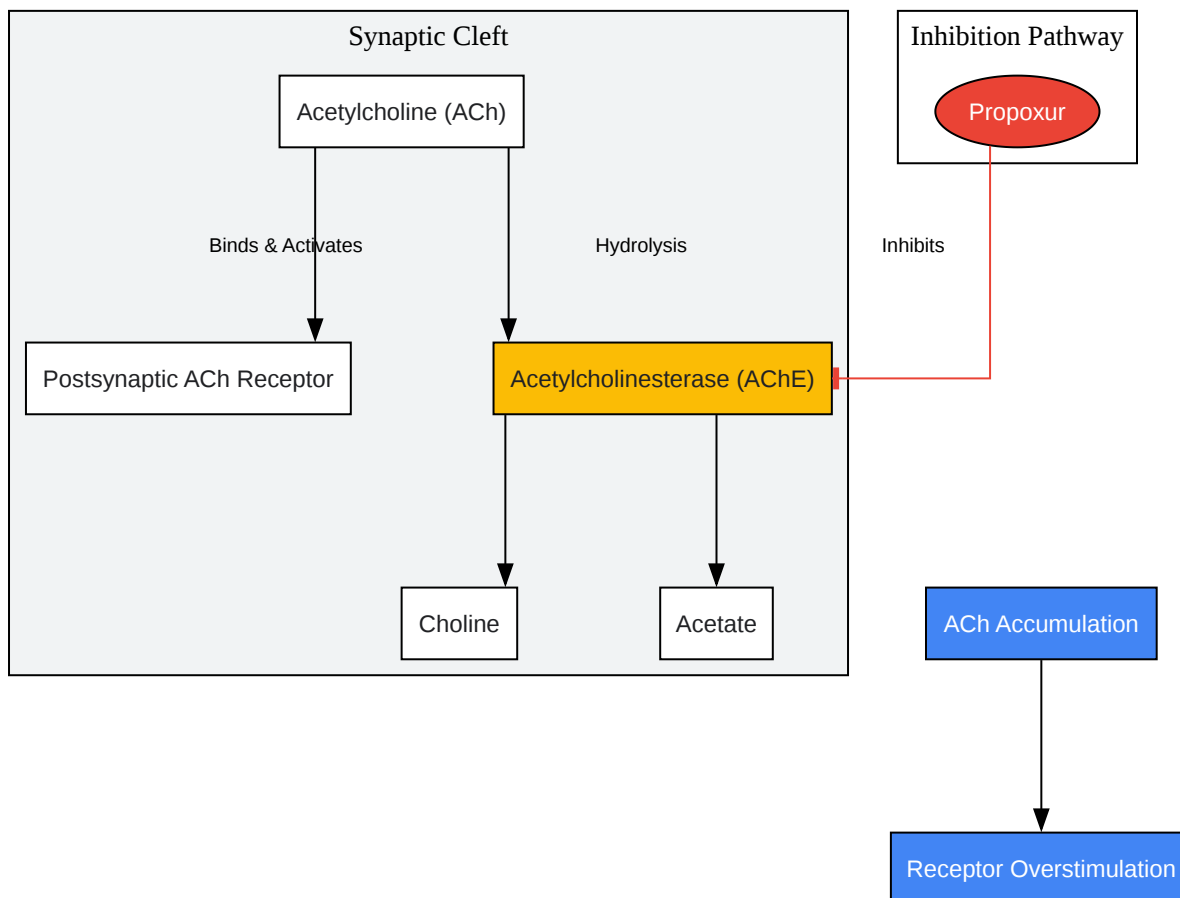 Synaptic Cleft
Inhibition Pathway
Acetylcholine (ACh)
Propoxur
Binds & Activates
Hydrolysis
Inhibits
Postsynaptic ACh Receptor
Acetylcholinesterase (AChE)
Choline
Acetate
ACh Accumulation
Receptor Overstimulation